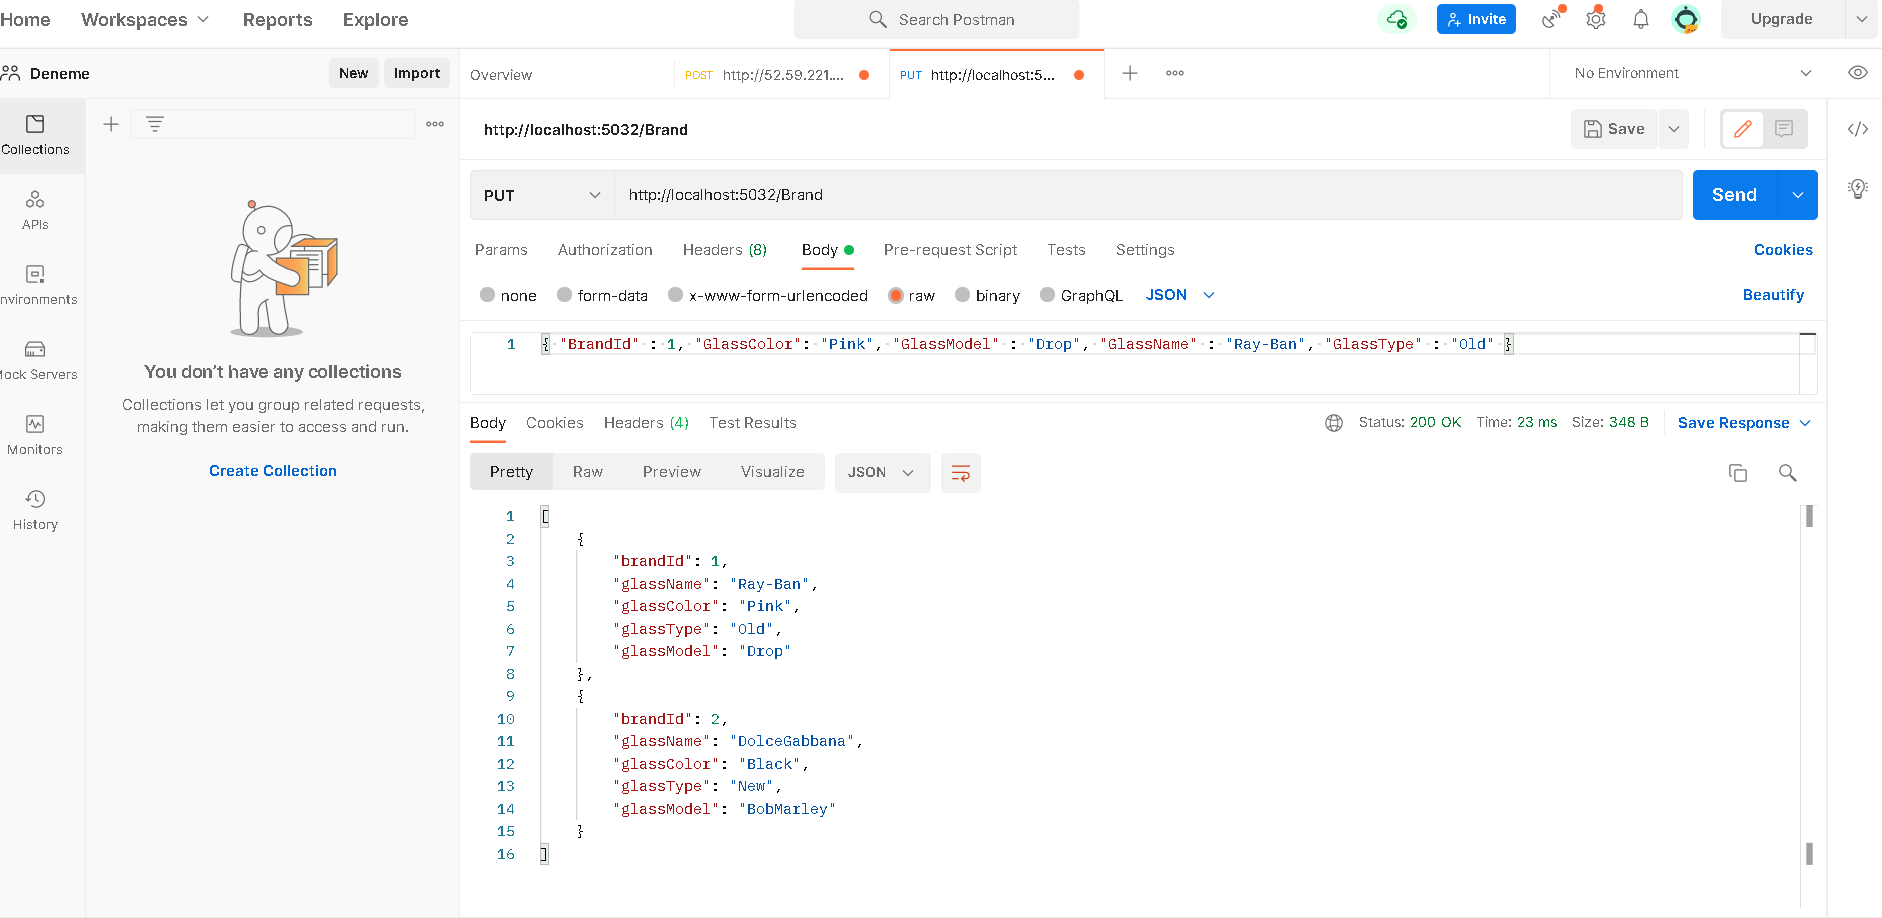 Home Workspaces Reports Explore Search Postman Invite Upgrade
Deneme New Import Overview POST http://52.59.221.... PUT http://localhost:5... No Environment
Collections
http://localhost:5032/Brand Save
PUT http://localhost:5032/Brand Send
APIs
Params Authorization Headers (8) Body Pre-request Script Tests Settings Cookies
nvironments
none form-data x-www-form-urlencoded raw binary GraphQL JSON Beautify
1 { "BrandId" : 1, "GlassColor": "Pink", "GlassModel" : "Drop", "GlassName" : "Ray-Ban", "GlassType" : "Old" }
Mock Servers
You don't have any collections
Collections let you group related requests,
making them easier to access and run.
Create Collection
Monitors
History
Body Cookies Headers (4) Test Results Status: 200 OK Time: 23 ms Size: 348 B Save Response
Pretty Raw Preview Visualize JSON
1 [
2 {
3 "brandId": 1,
4 "glassName": "Ray-Ban",
5 "glassColor": "Pink",
6 "glassType": "Old",
7 "glassModel": "Drop"
8 },
9 {
10 "brandId": 2,
11 "glassName": "DolceGabbana",
12 "glassColor": "Black",
13 "glassType": "New",
14 "glassModel": "BobMarley"
15 }
16 ]